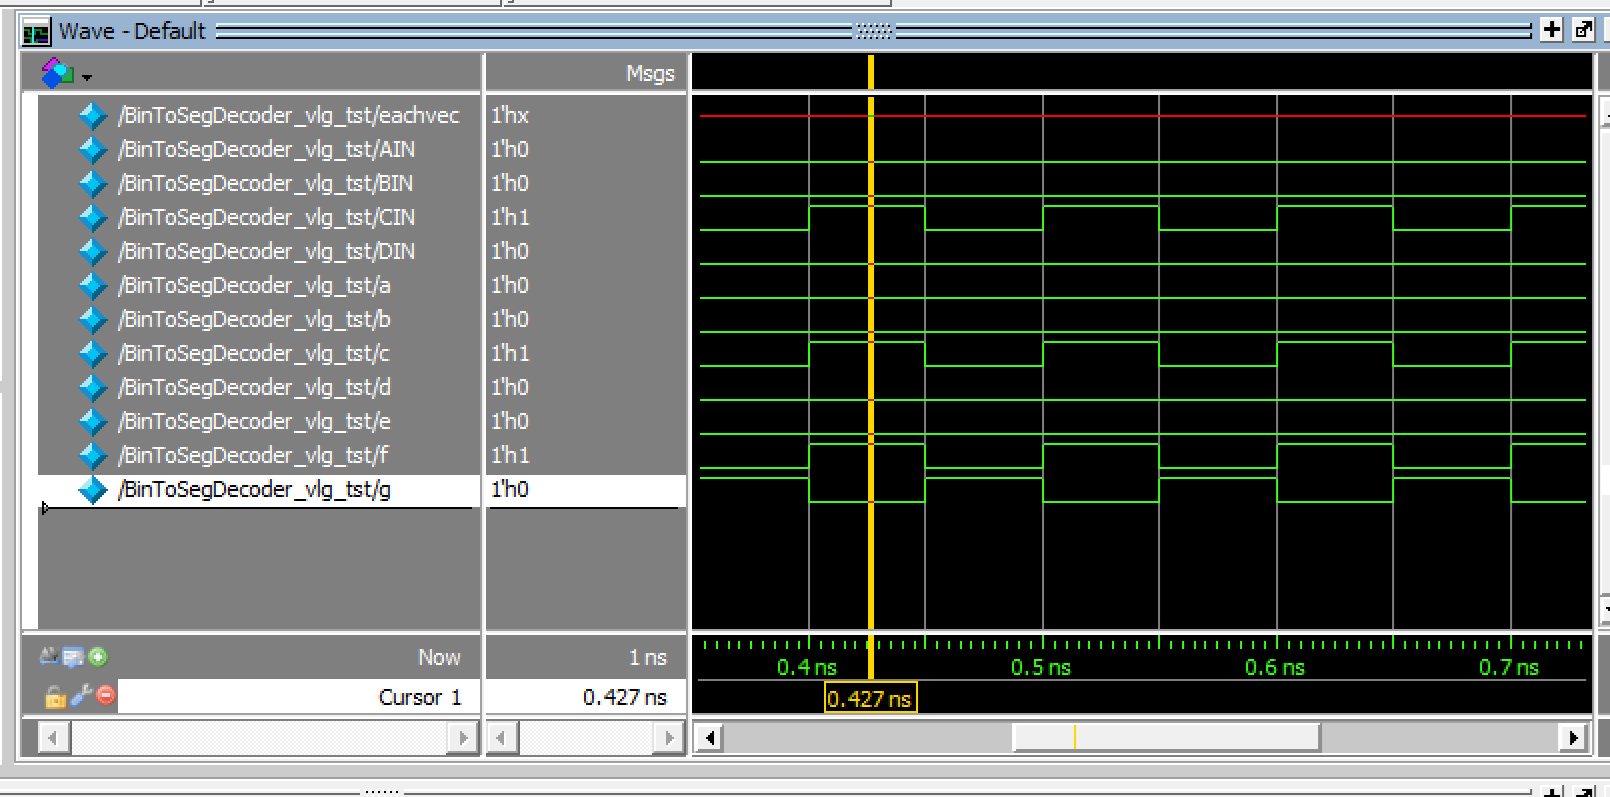 Wave - Default
Msgs
/BinToSegDecoder_vlg_tst/eachvec 1'hx
/BinToSegDecoder_vlg_tst/AIN 1'h0
/BinToSegDecoder_vlg_tst/BIN 1'h0
/BinToSegDecoder_vlg_tst/CIN 1'h1
/BinToSegDecoder_vlg_tst/DIN 1'h0
/BinToSegDecoder_vlg_tst/a 1'h0
/BinToSegDecoder_vlg_tst/b 1'h0
/BinToSegDecoder_vlg_tst/c 1'h1
/BinToSegDecoder_vlg_tst/d 1'h0
/BinToSegDecoder_vlg_tst/e 1'h0
/BinToSegDecoder_vlg_tst/f 1'h1
/BinToSegDecoder_vlg_tst/g 1'h0
Now 1 ns 0.4 ns 0.5 ns 0.6 ns 0.7 ns
Cursor 1 0.427 ns 0.427 ns